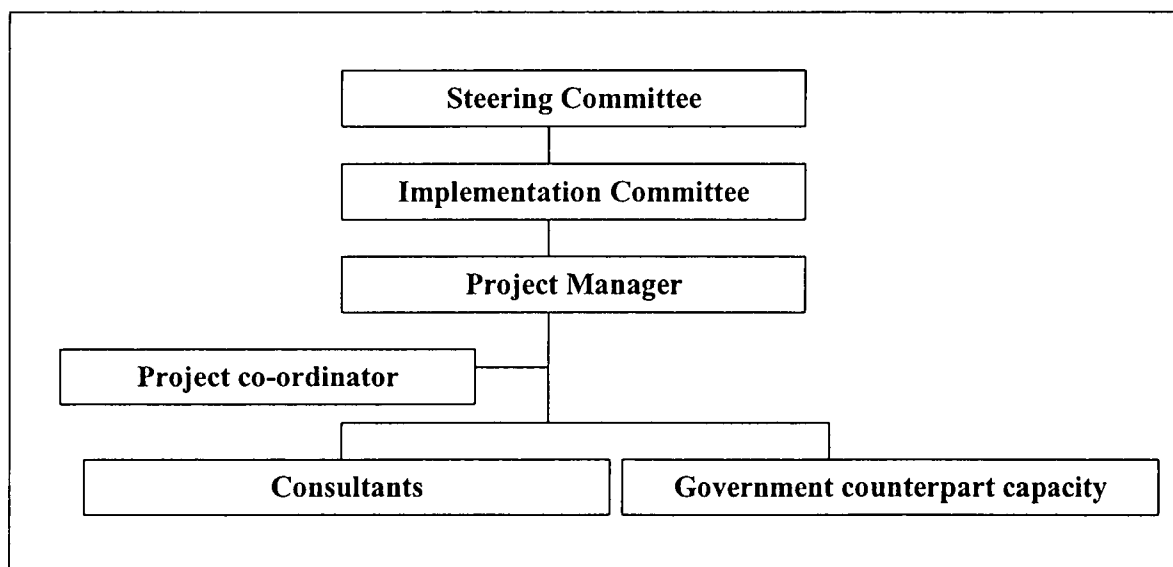 Steering Committee
Implementation Committee
Project Manager
Project co-ordinator
Consultants
Government counterpart capacity